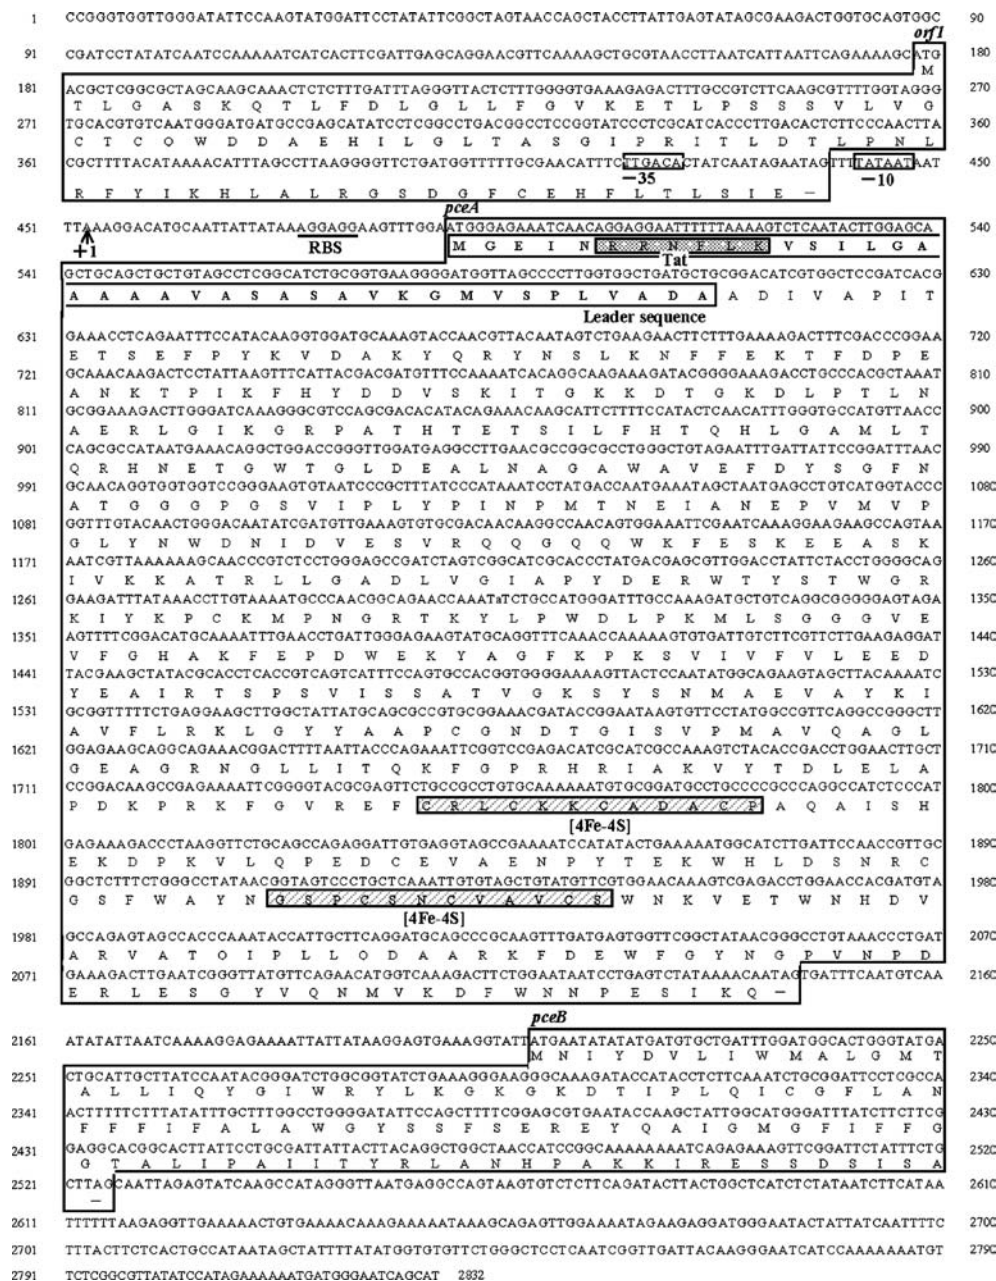 1 CCGGGTGGTTGGGATATTCCAAGTATGGATTCCTATATTCGGCTAGTAACCAGCTACCTTATTGAGTATAGCGAAGACTGGTGCAGTGGC 90
orf1
91 CGATCCTATATCAATCCAAAAATCATCACTTCGATTGAGCAGGAACGTTCAAAAGCTGCGTAACCTTAATCATTAATTCAGAAAAGCATG 180
M
181 ACGCTCGGCGCTAGCAAGCAAACTCTCTTTGATTTAGGGTTACTCTTTGGGGTGAAAGAGACTTTGCCGTCTTCAAGCGTTTTGGTAGGG 270
T L G A S K Q T L F D L G L L F G V K E T L P S S S V L V G
271 TGCACGTGTCAATGGGATGATGCCGAGCATATCCTCGGCCTGACGGCCTCCGGTATCCCTCGCATCACCCTTGACACTCTTCCCAACTTA 360
C T C Q W D D A E H I L G L T A S G I P R I T L D T L P N L
361 CGCTTTTACATAAAACATTTAGCCTTAAGGGGTTCTGATGGTTTTTGCGAACATTTCTTGACACTATCAATAGAATAGTTTTATAATAAT 450
R F Y I K H L A L R G S D G F C E H F L T L S I E –
−35 −10
pceA
451 TTAAAGGACATGCAATTATTATAAAGGAGGAAGTTTGGAATGGGAGAAATCAACAGGAGGAATTTTTTAAAAGTCTCAATACTTGGAGCA 540
+1 RBS M G E I N R R N F L K V S I L G A
Tat
541 GCTGCAGCTGCTGTAGCCTCGGCATCTGCGGTGAAGGGGATGGTTAGCCCCTTGGTGGCTGATGCTGCGGACATCGTGGCTCCGATCACG 630
A A A A V A S A S A V K G M V S P L V A D A A D I V A P I T
Leader sequence
631 GAAACCTCAGAATTTCCATACAAGGTGGATGCAAAGTACCAACGTTACAATAGTCTGAAGAACTTCTTTGAAAAGACTTTCGACCCGGAA 720
E T S E F P Y K V D A K Y Q R Y N S L K N F F E K T F D P E
721 GCAAACAAGACTCCTATTAAGTTTCATTACGACGATGTTTCCAAAATCACAGGCAAGAAAGATACGGGGAAAGACCTGCCCACGCTAAAT 810
A N K T P I K F H Y D D V S K I T G K K D T G K D L P T L N
811 GCGGAAAGACTTGGGATCAAAGGGCGTCCAGCGACACATACAGAAACAAGCATTCTTTTCCATACTCAACATTTGGGTGCCATGTTAACC 900
A E R L G I K G R P A T H T E T S I L F H T Q H L G A M L T
901 CAGCGCCATAATGAAACAGGCTGGACCGGGTTGGATGAGGCCTTGAACGCCGGCGCCTGGGCTGTAGAATTTGATTATTCCGGATTTAAC 990
Q R H N E T G W T G L D E A L N A G A W A V E F D Y S G F N
991 GCAACAGGTGGTGGTCCGGGAAGTGTAATCCCGCTTTATCCCATAAATCCTATGACCAATGAAATAGCTAATGAGCCTGTCATGGTACCC 1080
A T G G G P G S V I P L Y P I N P M T N E I A N E P V M V P
1081 GGTTTGTACAACTGGGACAATATCGATGTTGAAAGTGTGCGACAACAAGGCCAACAGTGGAAATTCGAATCAAAGGAAGAAGCCAGTAA 1170
G L Y N W D N I D V E S V R Q Q G Q Q W K F E S K E E A S K
1171 AATCGTTAAAAAAGCAACCCGTCTCCTGGGAGCCGATCTAGTCGGCATCGCACCCTATGACGAGCGTTGGACCTATTCTACCTGGGGCAG 1260
I V K K A T R L L G A D L V G I A P Y D E R W T Y S T W G R
1261 GAAGATTTATAAACCTTGTAAAATGCCCAACGGCAGAACCAAATaTCTGCCATGGGATTTGCCAAAGATGCTGTCAGGCGGGGGAGTAGA 1350
K I Y K P C K M P N G R T K Y L P W D L P K M L S G G G V E
1351 AGTTTTCGGACATGCAAAATTTGAACCTGATTGGGAGAAGTATGCAGGTTTCAAACCAAAAAGTGTGATTGTCTTCGTTCTTGAAGAGGAT 1440
V F G H A K F E P D W E K Y A G F K P K S V I V F V L E E D
1441 TACGAAGCTATACGCACCTCACCGTCAGTCATTTCCAGTGCCACGGTGGGGAAAAGTTACTCCAATATGGCAGAAGTAGCTTACAAAATC 1530
Y E A I R T S P S V I S S A T V G K S Y S N M A E V A Y K I
1531 GCGGTTTTTCTGAGGAAGCTTGGCTATTATGCAGCGCCGTGCGGAAACGATACCGGAATAAGTGTTCCTATGGCCGTTCAGGCCGGGCTT 1620
A V F L R K L G Y Y A A P C G N D T G I S V P M A V Q A G L
1621 GGAGAAGCAGGCAGAAACGGACTTTTAATTACCCAGAAATTCGGTCCGAGACATCGCATCGCCAAAGTCTACACCGACCTGGAACTTGCT 1710
G E A G R N G L L I T Q K F G P R H R I A K V Y T D L E L A
1711 CCGGACAAGCCGAGAAAATTCGGGGTACGCGAGTTCTGCCGCCTGTGCAAAAAATGTGCGGATGCCTGCCCCGCCCAGGCCATCTCCCAT 1800
P D K P R K F G V R E F C R L C K K C A D A C P A Q A I S H
[4Fe-4S]
1801 GAGAAAGACCCTAAGGTTCTGCAGCCAGAGGATTGTGAGGTAGCCGAAAATCCATATACTGAAAAATGGCATCTTGATTCCAACCGTTGC 1890
E K D P K V L Q P E D C E V A E N P Y T E K W H L D S N R C
1891 GGCTCTTTCTGGGCCTATAACGGTAGTCCCTGCTCAAATTGTGTAGCTGTATGTTCGTGGAACAAAGTCGAGACCTGGAACCACGATGTA 1980
G S F W A Y N G S P C S N C V A V C S W N K V E T W N H D V
[4Fe-4S]
1981 GCCAGAGTAGCCACCCAAATACCATTGCTTCAGGATGCAGCCCGCAAGTTTGATGAGTGGTTCGGCTATAACGGGCCTGTAAACCCTGAT 2070
A R V A T Q I P L L Q D A A R K F D E W F G Y N G P V N P D
2071 GAAAGACTTGAATCGGGTTATGTTCAGAACATGGTCAAAGACTTCTGGAATAATCCTGAGTCTATAAAACAATAGTGATTTCAATGTCAA 2160
E R L E S G Y V Q N M V K D F W N N P E S I K Q –
pceB
2161 ATATATTAATCAAAAGGAGAAAATTATTATAAGGAGTGAAAGGTATTATGAATATATATGATGTGCTGATTTGGATGGCACTGGGTATGA 2250
M N I Y D V L I W M A L G M T
2251 CTGCATTGCTTATCCAATACGGGATCTGGCGGTATCTGAAAGGGAAGGGCAAAGATACCATACCTCTTCAAATCTGCGGATTCCTCGCCA 2340
A L L I Q Y G I W R Y L K G K G K D T I P L Q I C G F L A N
2341 ACTTTTTCTTTATATTTGCTTTGGCCTGGGGATATTCCAGCTTTTCGGAGCGTGAATACCAAGCTATTGGCATGGGATTTATCTTCTTCG 2430
F F F I F A L A W G Y S S F S E R E Y Q A I G M G F I F F G
2431 GAGGCACGGCACTTATTCCTGCGATTATTACTTACAGGCTGGCTAACCATCCGGCAAAAAAAATCAGAGAAAGTTCGGATTCTATTTCTG 2520
G T A L I P A I I T Y R L A N H P A K K I R E S S D S I S A
2521 CTTAGCAATTAGAGTATCAAGCCATAGGGTTAATGAGGCCAGTAAGTGTCTCTTCAGATACTTACTGGCTCATCTCTATAATCTTCATAA 2610
–
2611 TTTTTTAAGAGGTTGAAAAACTGTGAAAACAAAGAAAAATAAAGCAGAGTTGGAAAATAGAAGAGGATGGGAATACTATTATCAATTTTC 2700
2701 TTTACTTCTCACTGCCATAATAGCTATTTTATATGGTGTGTTCTGGGCTCCTCAATCGGTTGATTACAAGGGAATCATCCAAAAAAATGT 2790
2791 TCTCGGCGTTATATCCATAGAAAAAAATGATGGGAATCAGCAT 2832